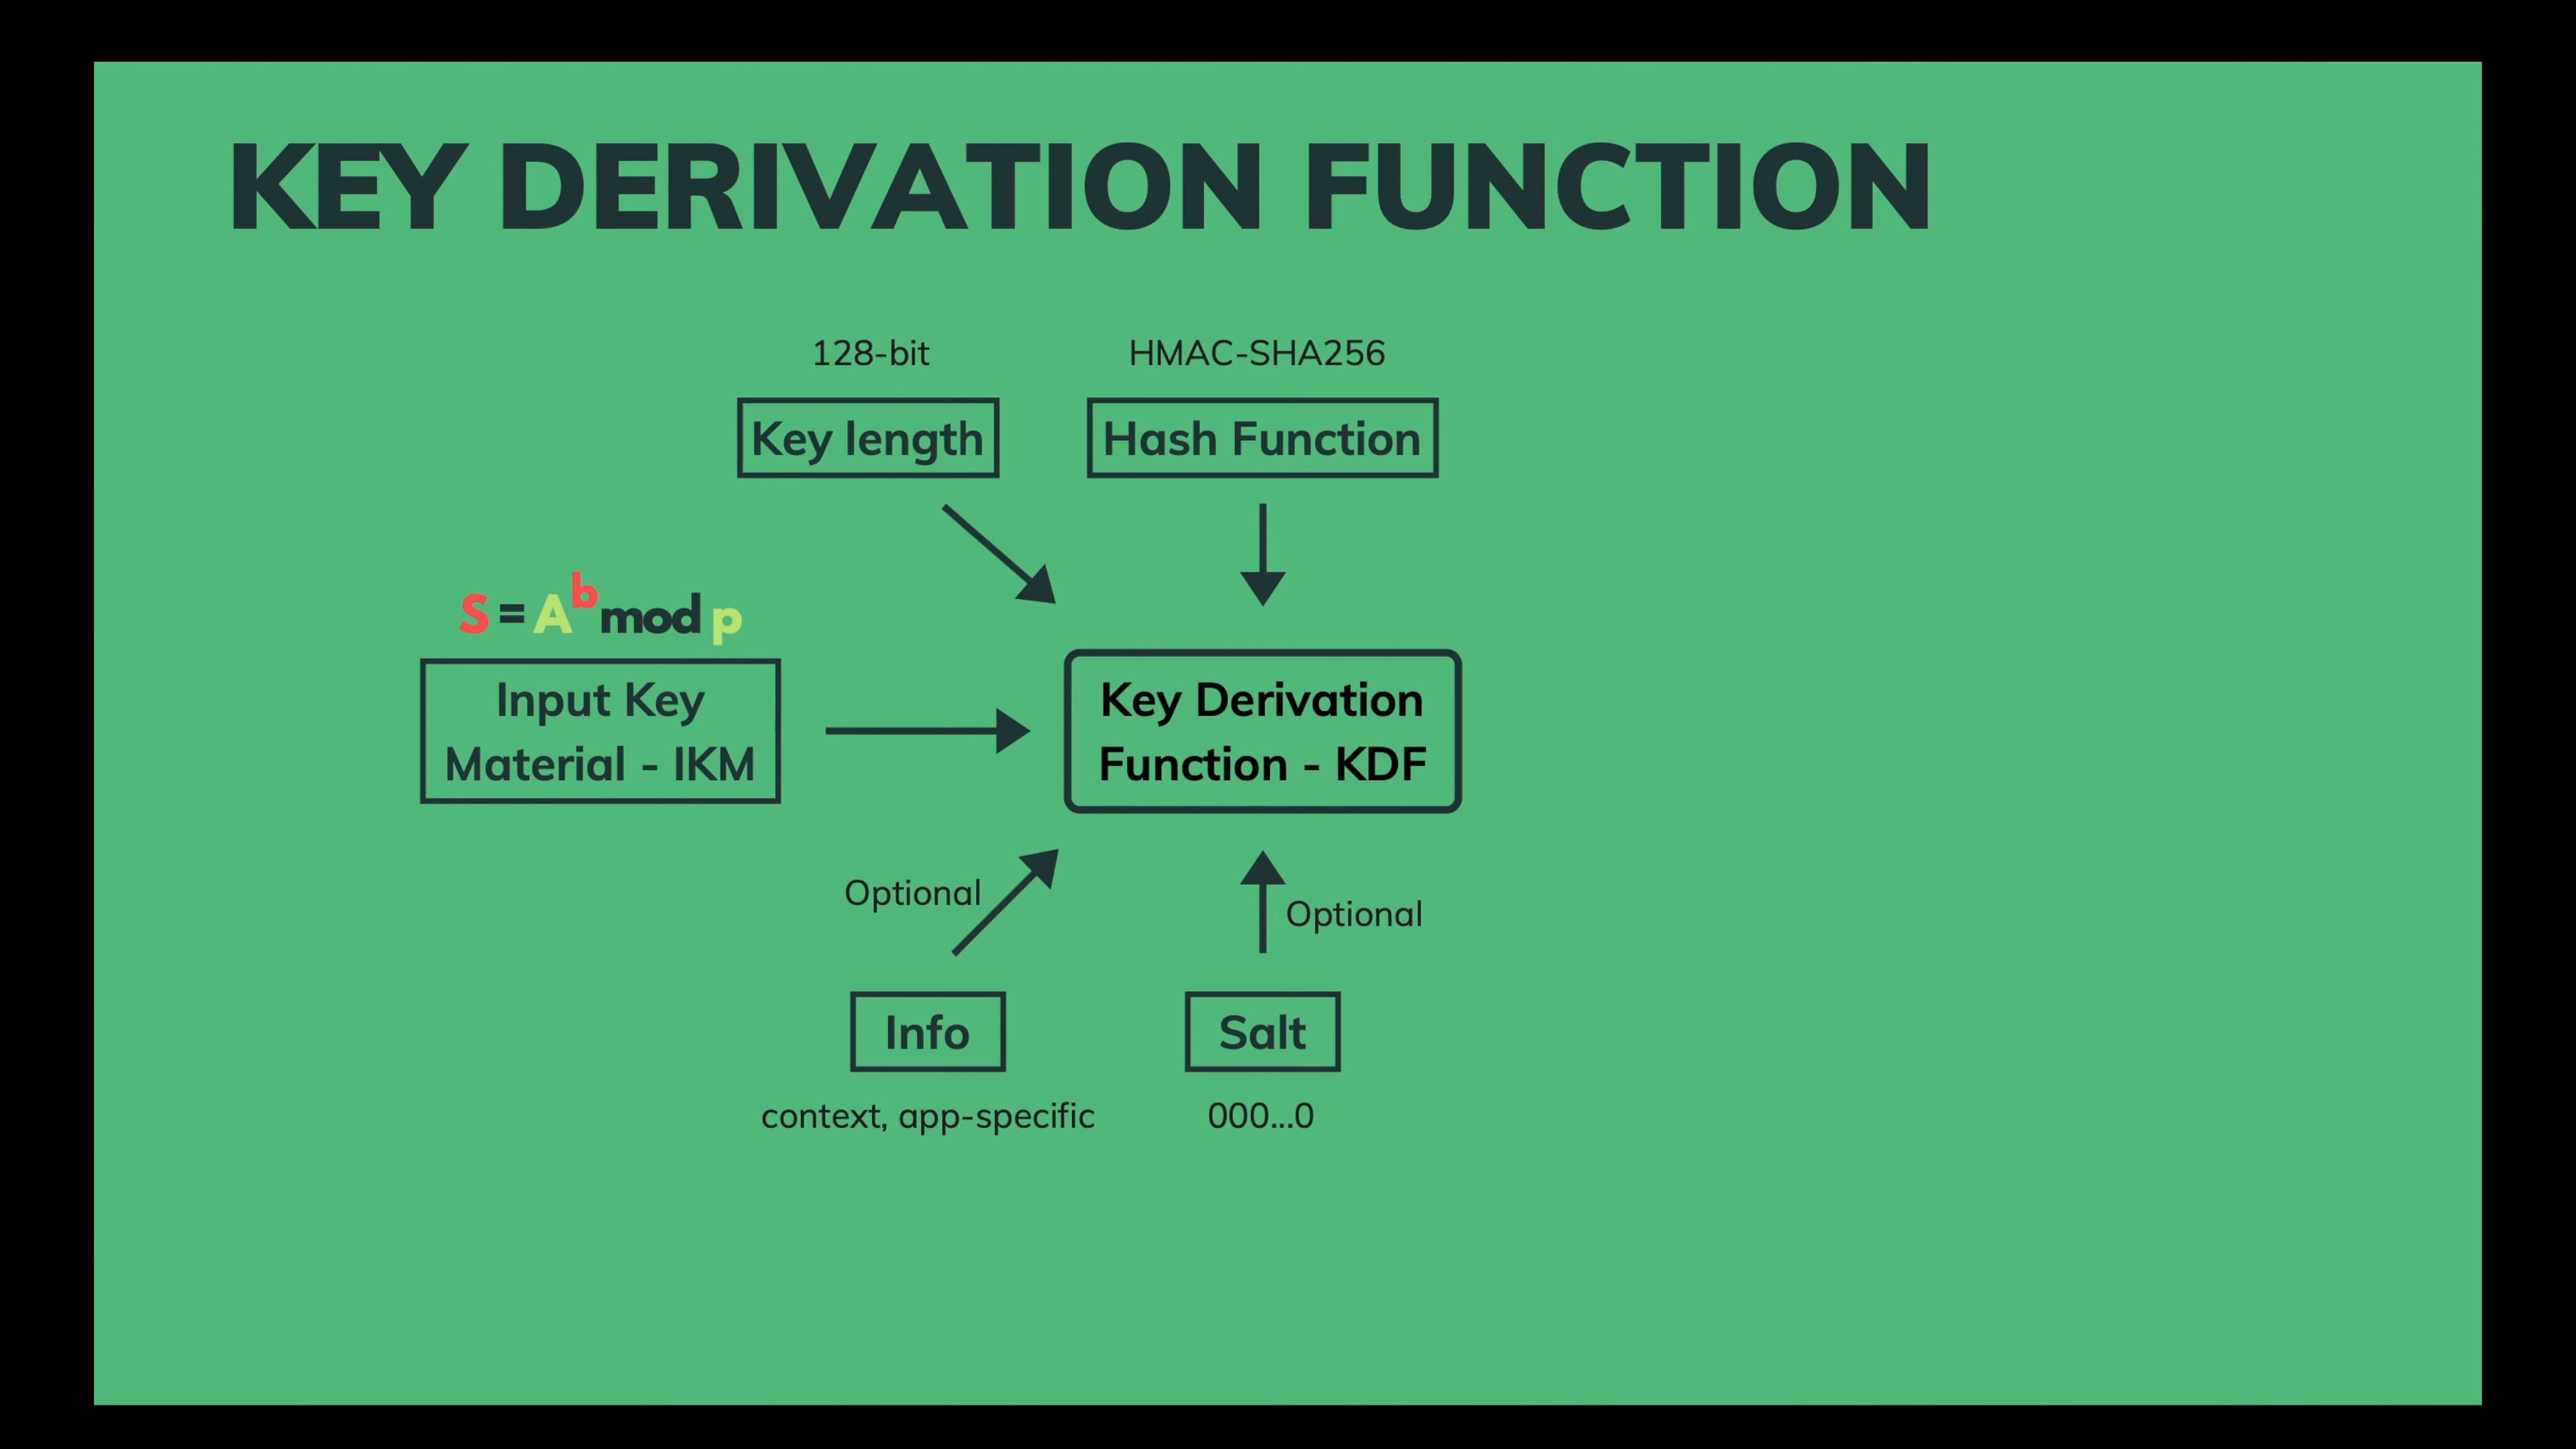 KEY DERIVATION FUNCTION
128-bit
HMAC-SHA256
Key length
Hash Function
S = A^b mod p
Input Key
Material - IKM
Key Derivation
Function - KDF
Optional
Optional
Info
Salt
context, app-specific
000...0